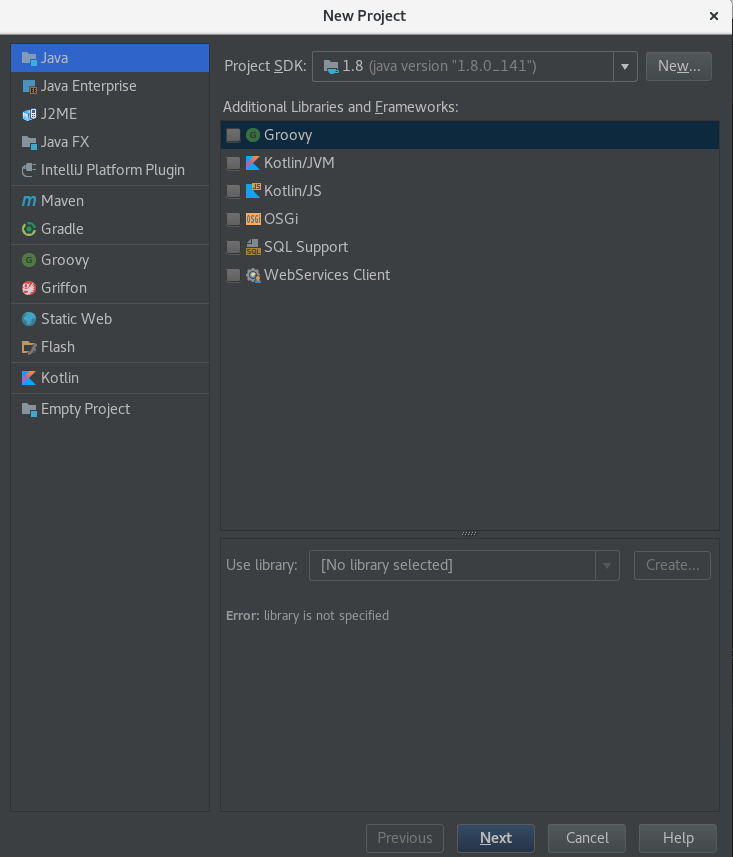 New Project
Java
Java Enterprise
J2ME
Java FX
IntelliJ Platform Plugin
Maven
Gradle
Groovy
Griffon
Static Web
Flash
Kotlin
Empty Project
Project SDK: 1.8 (java version "1.8.0_141") New...
Additional Libraries and Frameworks:
G Groovy
Kotlin/JVM
JS Kotlin/JS
OSGi OSGi
SQL SQL Support
WebServices Client
Use library: [No library selected] Create...
Error: library is not specified
Previous Next Cancel Help